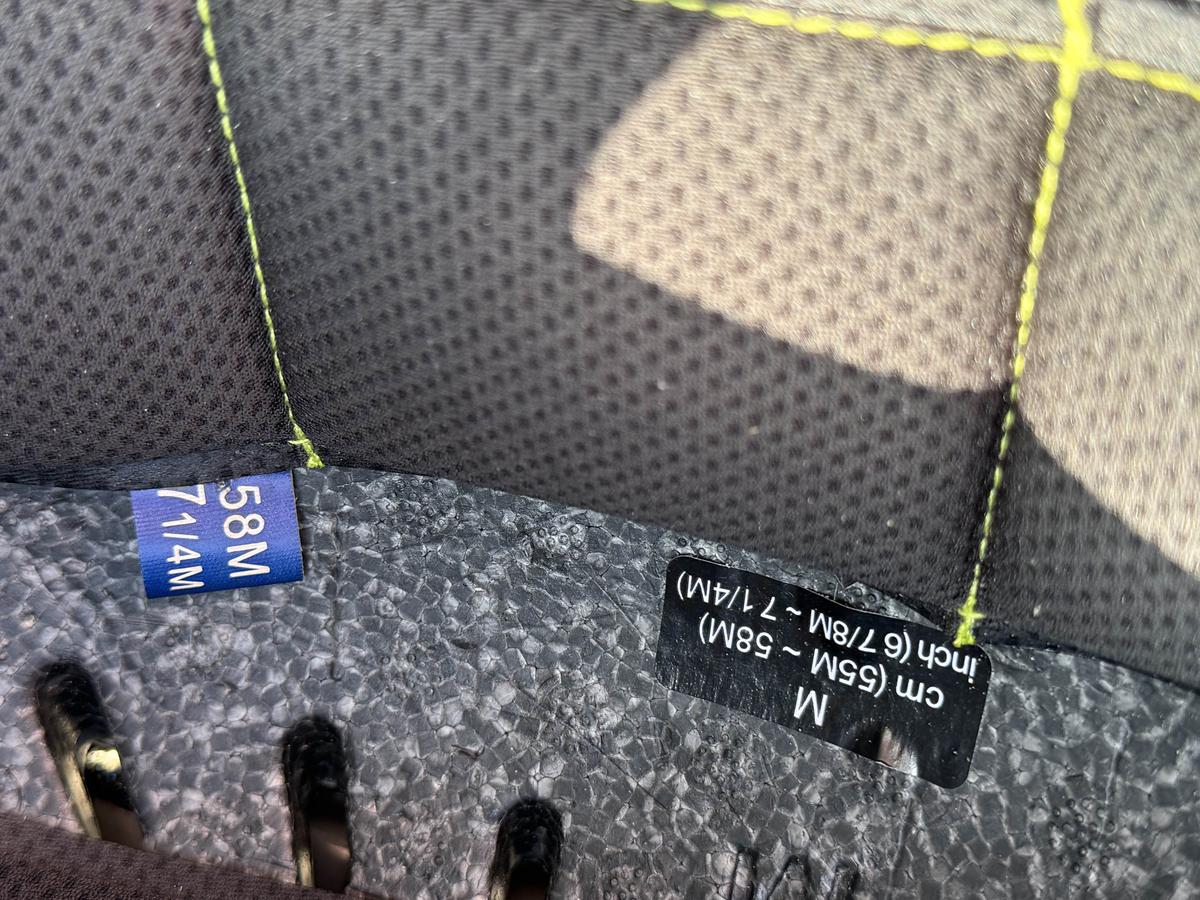 58M
7 1/4M
M
cm (55M ~ 58M)
inch (6 7/8M ~ 7 1/4M)
M